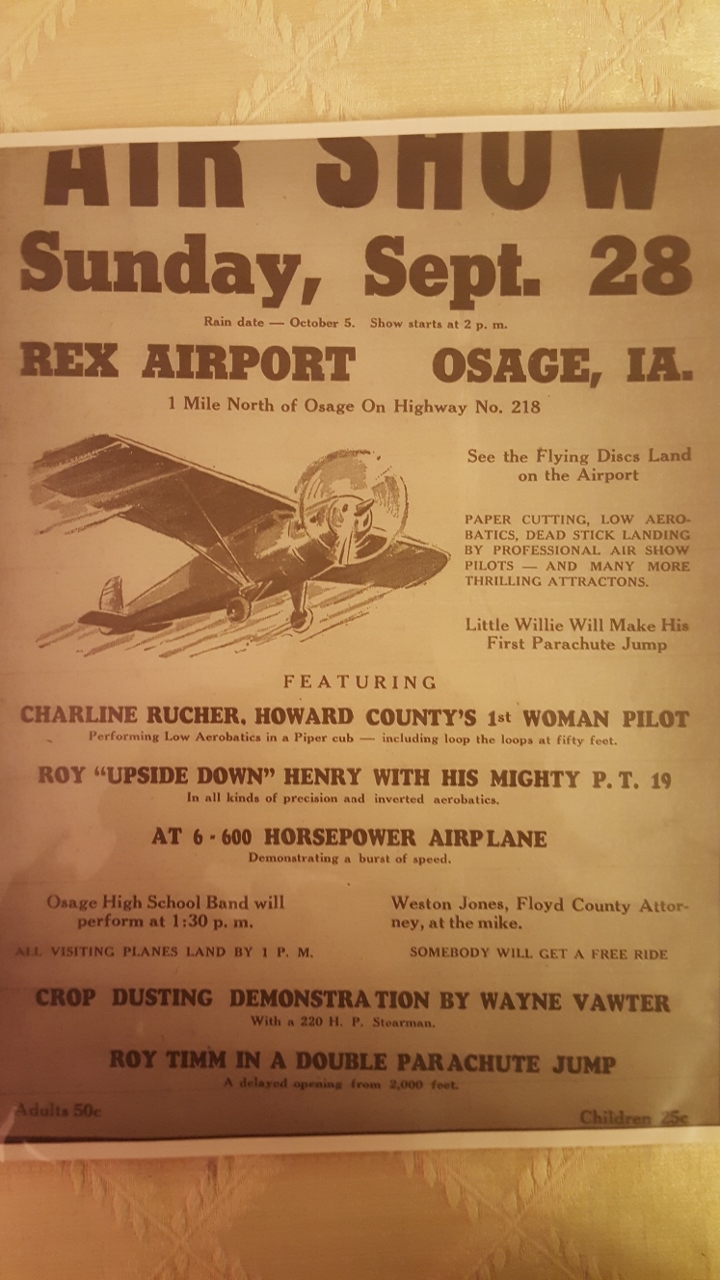 AIR SHOW
Sunday, Sept. 28
Rain date — October 5. Show starts at 2 p. m.
REX AIRPORT OSAGE, IA.
1 Mile North of Osage On Highway No. 218
See the Flying Discs Land
on the Airport
PAPER CUTTING, LOW AERO-
BATICS, DEAD STICK LANDING
BY PROFESSIONAL AIR SHOW
PILOTS — AND MANY MORE
THRILLING ATTRACTONS.
Little Willie Will Make His
First Parachute Jump
FEATURING
CHARLINE RUCHER, HOWARD COUNTY'S 1st WOMAN PILOT
Performing Low Aerobatics in a Piper cub — including loop the loops at fifty feet.
ROY "UPSIDE DOWN" HENRY WITH HIS MIGHTY P. T. 19
In all kinds of precision and inverted aerobatics.
AT 6 - 600 HORSEPOWER AIRPLANE
Demonstrating a burst of speed.
Osage High School Band will
perform at 1:30 p. m.
Weston Jones, Floyd County Attor-
ney, at the mike.
ALL VISITING PLANES LAND BY 1 P. M.
SOMEBODY WILL GET A FREE RIDE
CROP DUSTING DEMONSTRATION BY WAYNE VAWTER
With a 220 H. P. Stearman.
ROY TIMM IN A DOUBLE PARACHUTE JUMP
A delayed opening from 2,000 feet.
Adults 50c
Children 25c